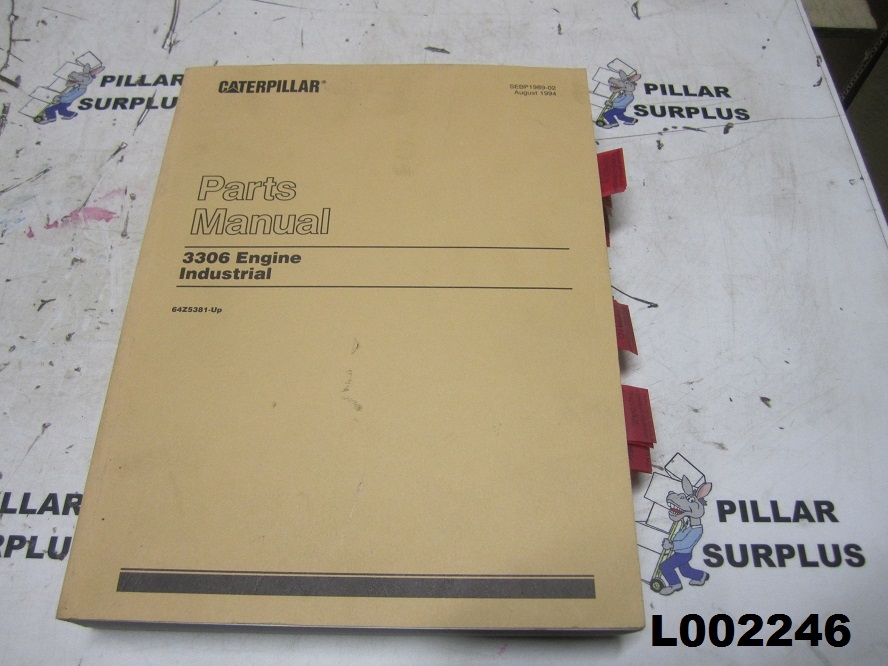 CATERPILLAR®
SEBP1989-02
August 1994
Parts
Manual
3306 Engine
Industrial
64Z5381-Up
PILLAR
SURPLUS
PILLAR
SURPLUS
PILLAR
SURPLUS
LLAR
RPLU
L002246